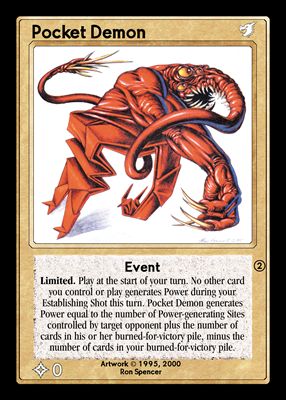 Pocket Demon
Event
Limited. Play at the start of your turn. No other card
you control or play generates Power during your
Establishing Shot this turn. Pocket Demon generates
Power equal to the number of Power-generating Sites
controlled by target opponent plus the number of
cards in his or her burned-for-victory pile, minus the
number of cards in your burned-for-victory pile.
2
0
Artwork © 1995, 2000
Ron Spencer